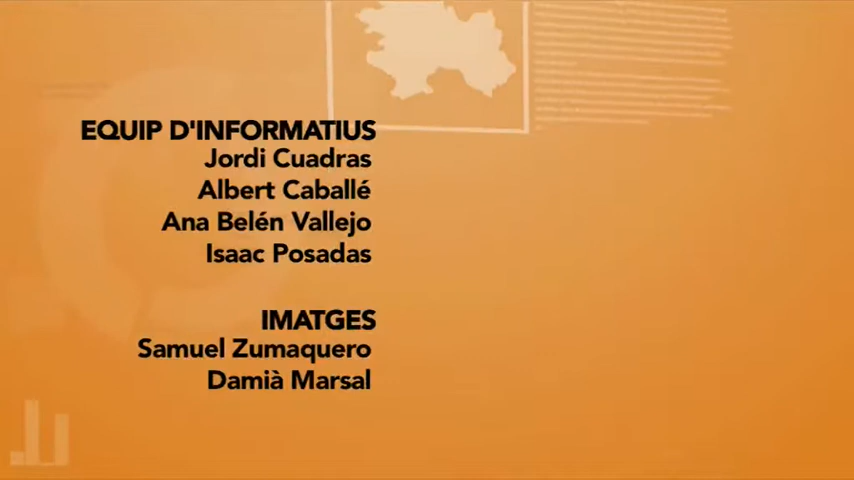 EQUIP D'INFORMATIUS
Jordi Cuadras
Albert Caballé
Ana Belén Vallejo
Isaac Posadas
IMATGES
Samuel Zumaquero
Damià Marsal